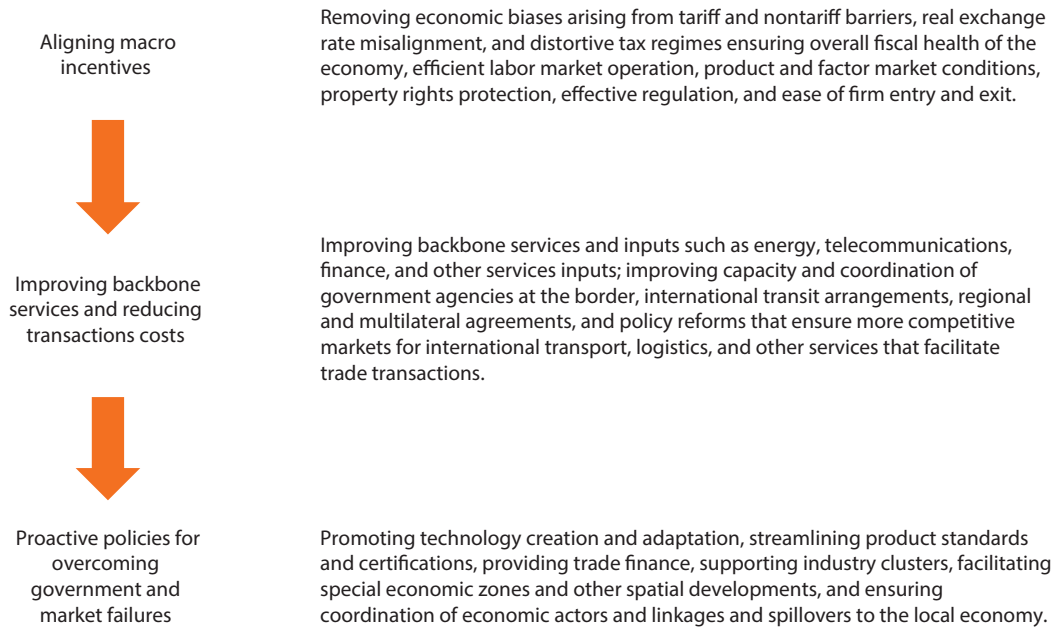 Aligning macro
incentives
Removing economic biases arising from tariff and nontariff barriers, real exchange
rate misalignment, and distortive tax regimes ensuring overall fiscal health of the
economy, efficient labor market operation, product and factor market conditions,
property rights protection, effective regulation, and ease of firm entry and exit.
Improving backbone
services and reducing
transactions costs
Improving backbone services and inputs such as energy, telecommunications,
finance, and other services inputs; improving capacity and coordination of
government agencies at the border, international transit arrangements, regional
and multilateral agreements, and policy reforms that ensure more competitive
markets for international transport, logistics, and other services that facilitate
trade transactions.
Proactive policies for
overcoming
government and
market failures
Promoting technology creation and adaptation, streamlining product standards
and certifications, providing trade finance, supporting industry clusters, facilitating
special economic zones and other spatial developments, and ensuring
coordination of economic actors and linkages and spillovers to the local economy.